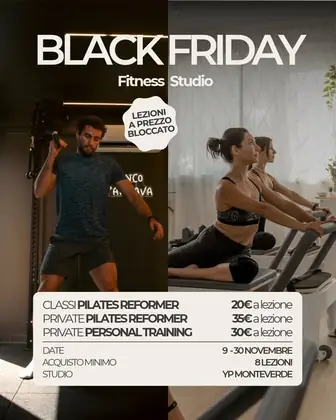 BLACK FRIDAY
Fitness Studio
LEZIONI
A PREZZO
BLOCCATO
CLASSI PILATES REFORMER 20€ a lezione
PRIVATE PILATES REFORMER 35€ a lezione
PRIVATE PERSONAL TRAINING 30€ a lezione
DATE 9 - 30 NOVEMBRE
ACQUISTO MINIMO 8 LEZIONI
STUDIO YP MONTEVERDE